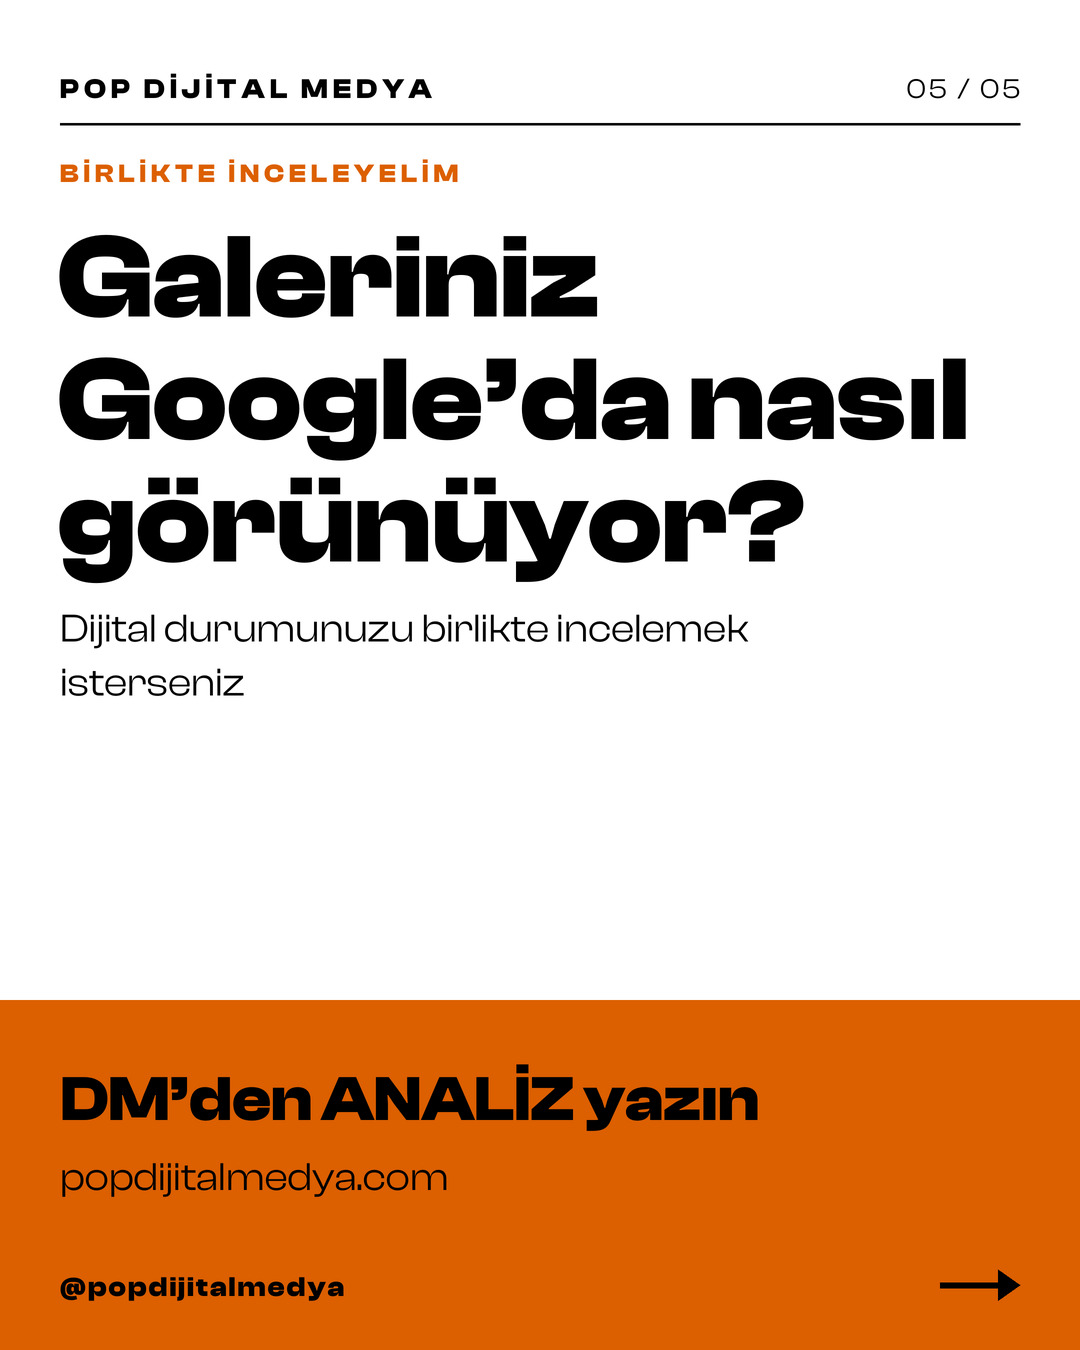 POP DİJİTAL MEDYA
05 / 05
BİRLİKTE İNCELEYELİM
Galeriniz
Google’da nasıl
görünüyor?
Dijital durumunuzu birlikte incelemek
isterseniz
DM’den ANALİZ yazın
popdijitalmedya.com
@popdijitalmedya